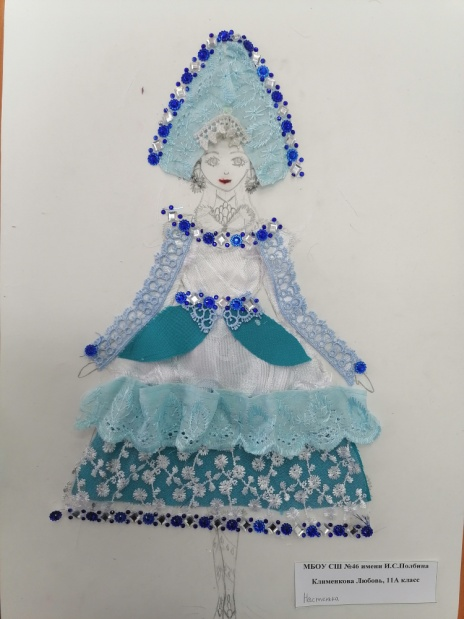 МБОУ СШ №46 имени И.С.Полбина
Клименкова Любовь, 11А класс
Настенька